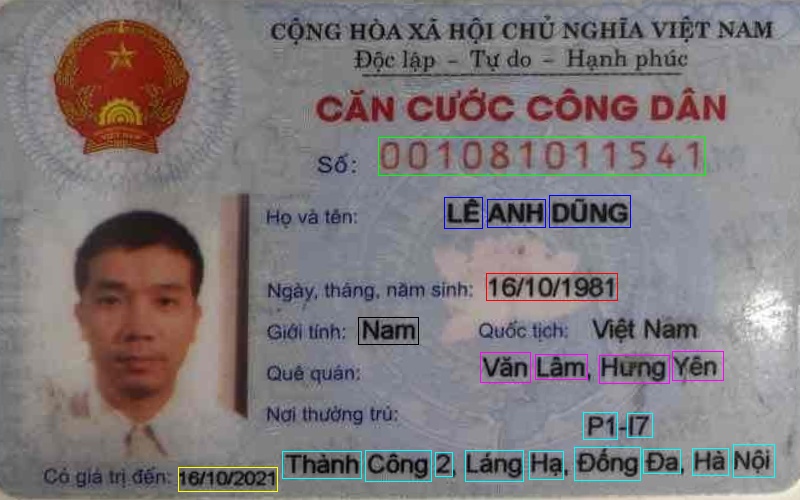 CỘNG HÒA XÃ HỘI CHỦ NGHĨA VIỆT NAM
Độc lập - Tự do - Hạnh phúc
CĂN CƯỚC CÔNG DÂN
Số: 001081011541
Họ và tên: LÊ ANH DŨNG
Ngày, tháng, năm sinh: 16/10/1981
Giới tính: Nam Quốc tịch: Việt Nam
Quê quán: Văn Lâm, Hưng Yên
Nơi thường trú: P1-I7
Thành Công 2, Láng Hạ, Đống Đa, Hà Nội
Có giá trị đến: 16/10/2021